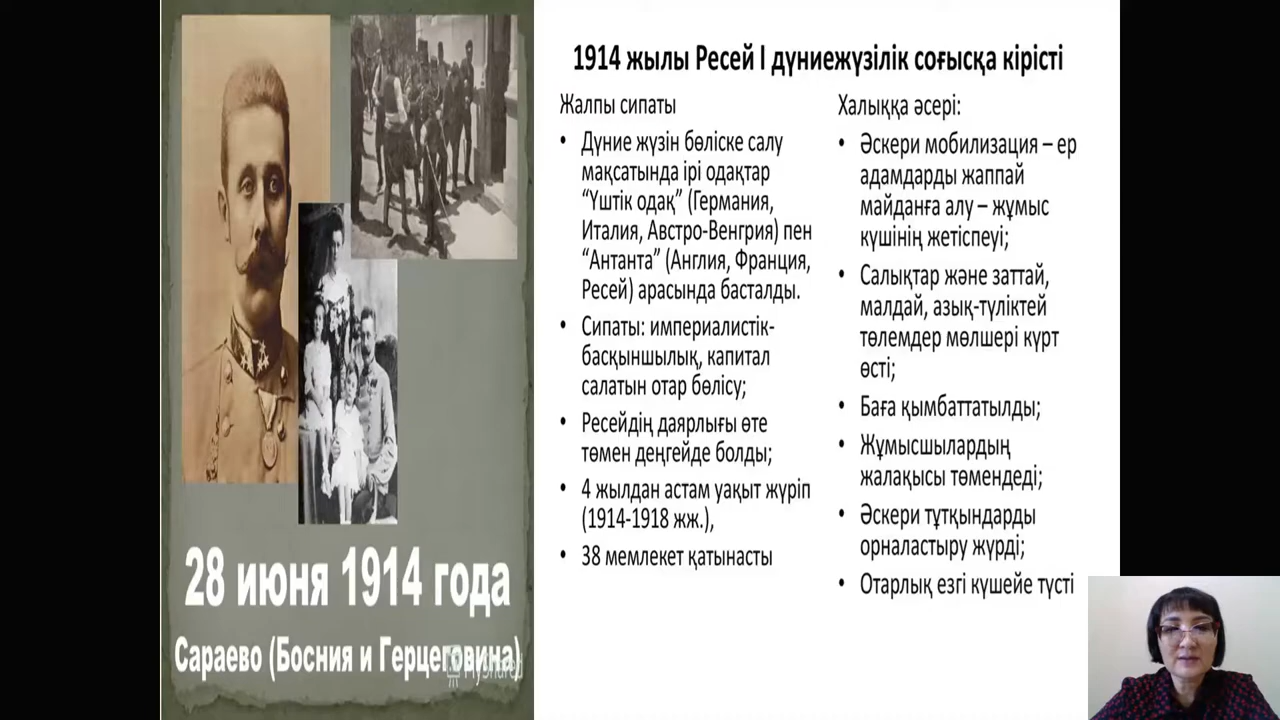 28 июня 1914 года
Сараево (Босния и Герцеговина)
MyShared
1914 жылы Ресей І дүниежүзілік соғысқа кірісті
Жалпы сипаты
• Дүние жүзін бөліске салу
мақсатында ірі одақтар
“Үштік одақ” (Германия,
Италия, Австро-Венгрия) пен
“Антанта” (Англия, Франция,
Ресей) арасында басталды.
• Сипаты: империалистік-
басқыншылық, капитал
салатын отар бөлісу;
• Ресейдің даярлығы өте
төмен деңгейде болды;
• 4 жылдан астам уақыт жүріп
(1914-1918 жж.),
• 38 мемлекет қатынасты
Халыққа әсері:
• Әскери мобилизация – ер
адамдарды жаппай
майданға алу – жұмыс
күшінің жетіспеуі;
• Салықтар және заттай,
малдай, азық-түліктей
төлемдер мөлшері күрт
өсті;
• Баға қымбаттатылды;
• Жұмысшылардың
жалақысы төмендеді;
• Әскери тұтқындарды
орналастыру жүрді;
• Отарлық езгі күшейе түсті